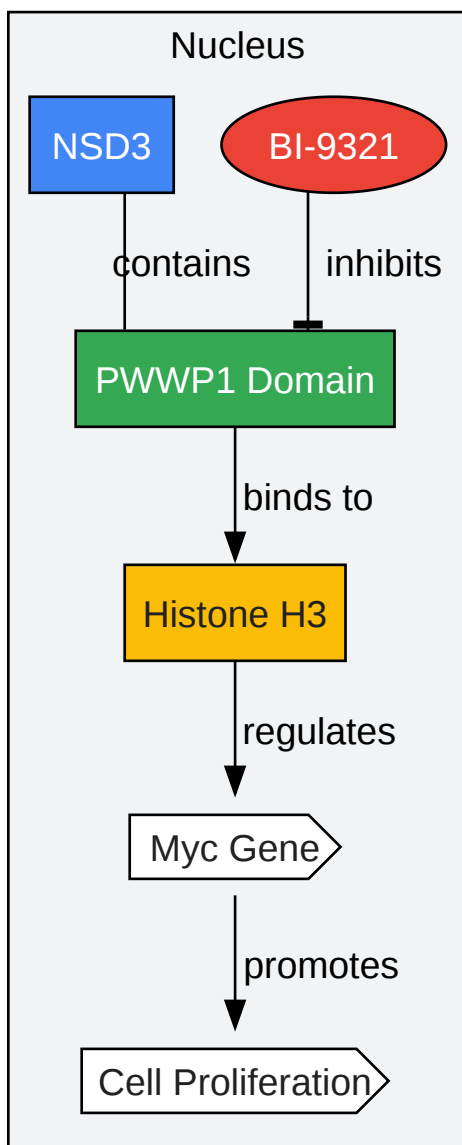 Nucleus
NSD3
BI-9321
contains
inhibits
PWWP1 Domain
binds to
Histone H3
regulates
Myc Gene
promotes
Cell Proliferation